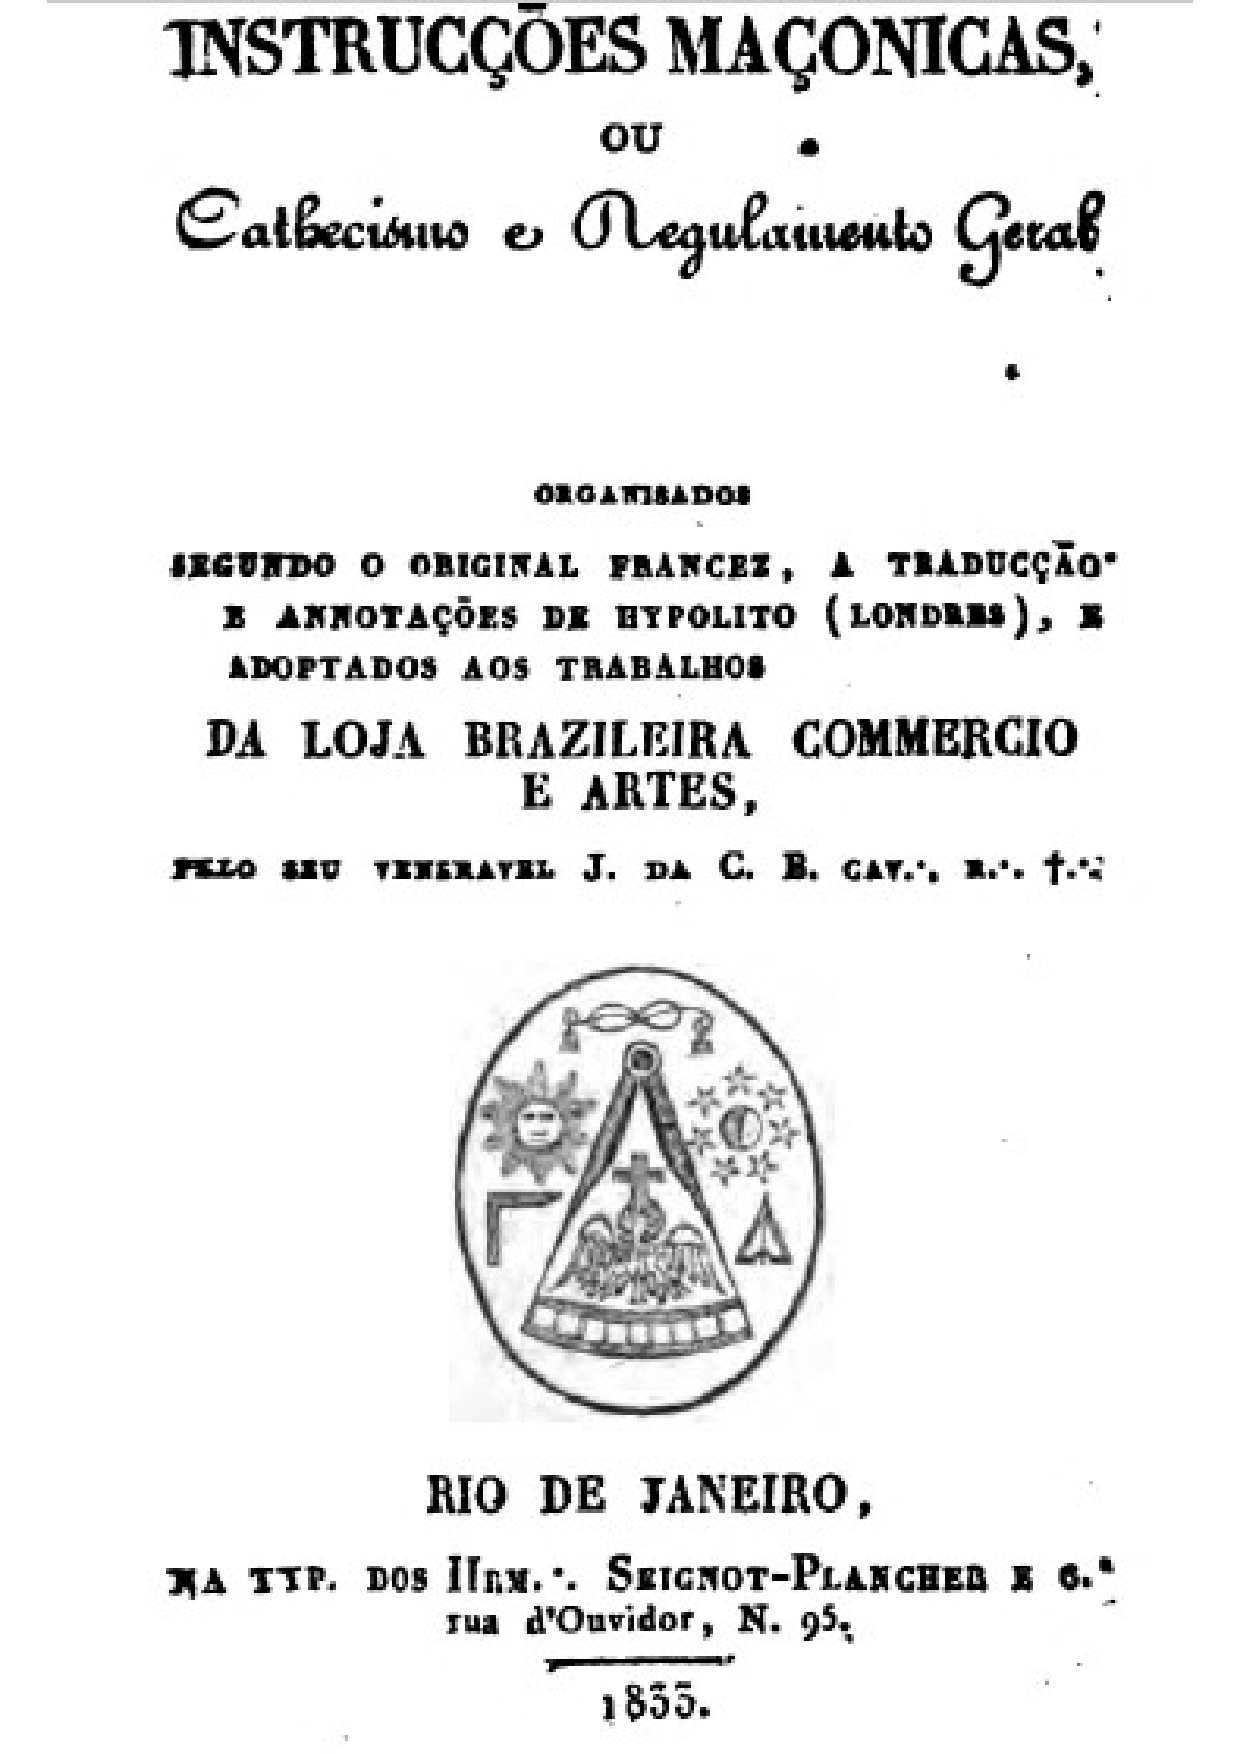 INSTRUCÇÕES MAÇONICAS,
OU
Cathecismo e Regulamento Geral
ORGANISADOS
SEGUNDO O ORIGINAL FRANCEZ, A TRADUCÇÃO
E ANNOTAÇÕES DE HYPOLITO (LONDRES), E
ADOPTADOS AOS TRABALHOS
DA LOJA BRAZILEIRA COMMERCIO
E ARTES,
PELO SEU VENERAVEL J. DA C. B. CAV.·. R.·. †.·.
RIO DE JANEIRO,
NA TYP. DOS IIRM.·. SEIGNOT-PLANCHER E C.ª
rua d'Ouvidor, N. 95.
1833.